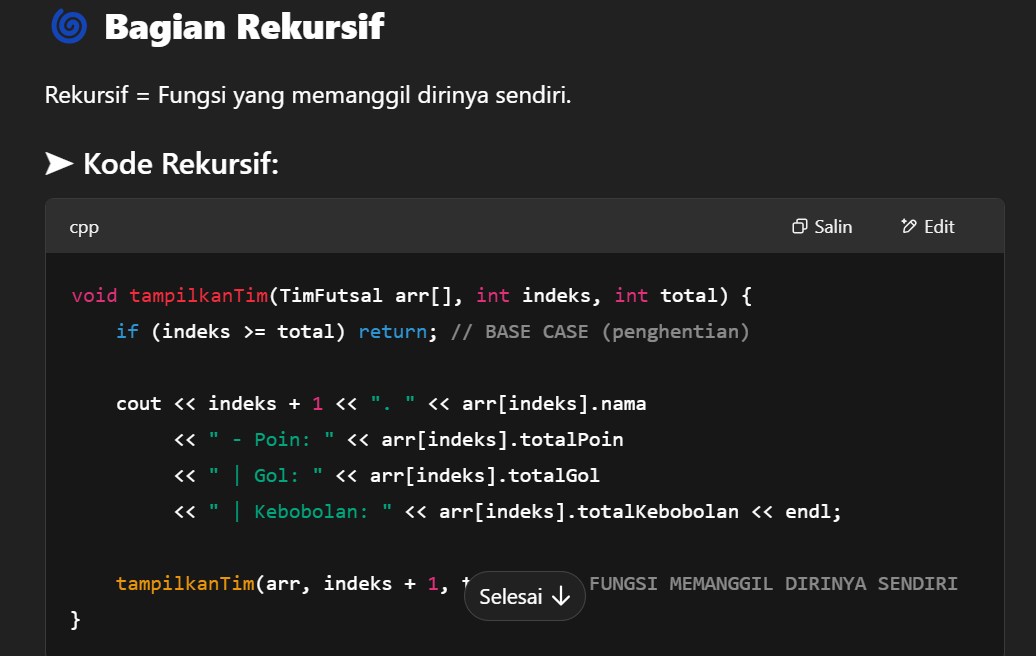 Bagian Rekursif
Rekursif = Fungsi yang memanggil dirinya sendiri.
➤ Kode Rekursif:
cpp Salin Edit
void tampilkanTim(TimFutsal arr[], int indeks, int total) {
    if (indeks >= total) return; // BASE CASE (penghentian)
    cout << indeks + 1 << ". " << arr[indeks].nama
         << " - Poin: " << arr[indeks].totalPoin
         << " | Gol: " << arr[indeks].totalGol
         << " | Kebobolan: " << arr[indeks].totalKebobolan << endl;
    tampilkanTim(arr, indeks + 1, FUNGSI MEMANGGIL DIRINYA SENDIRI
Selesai ↓
}